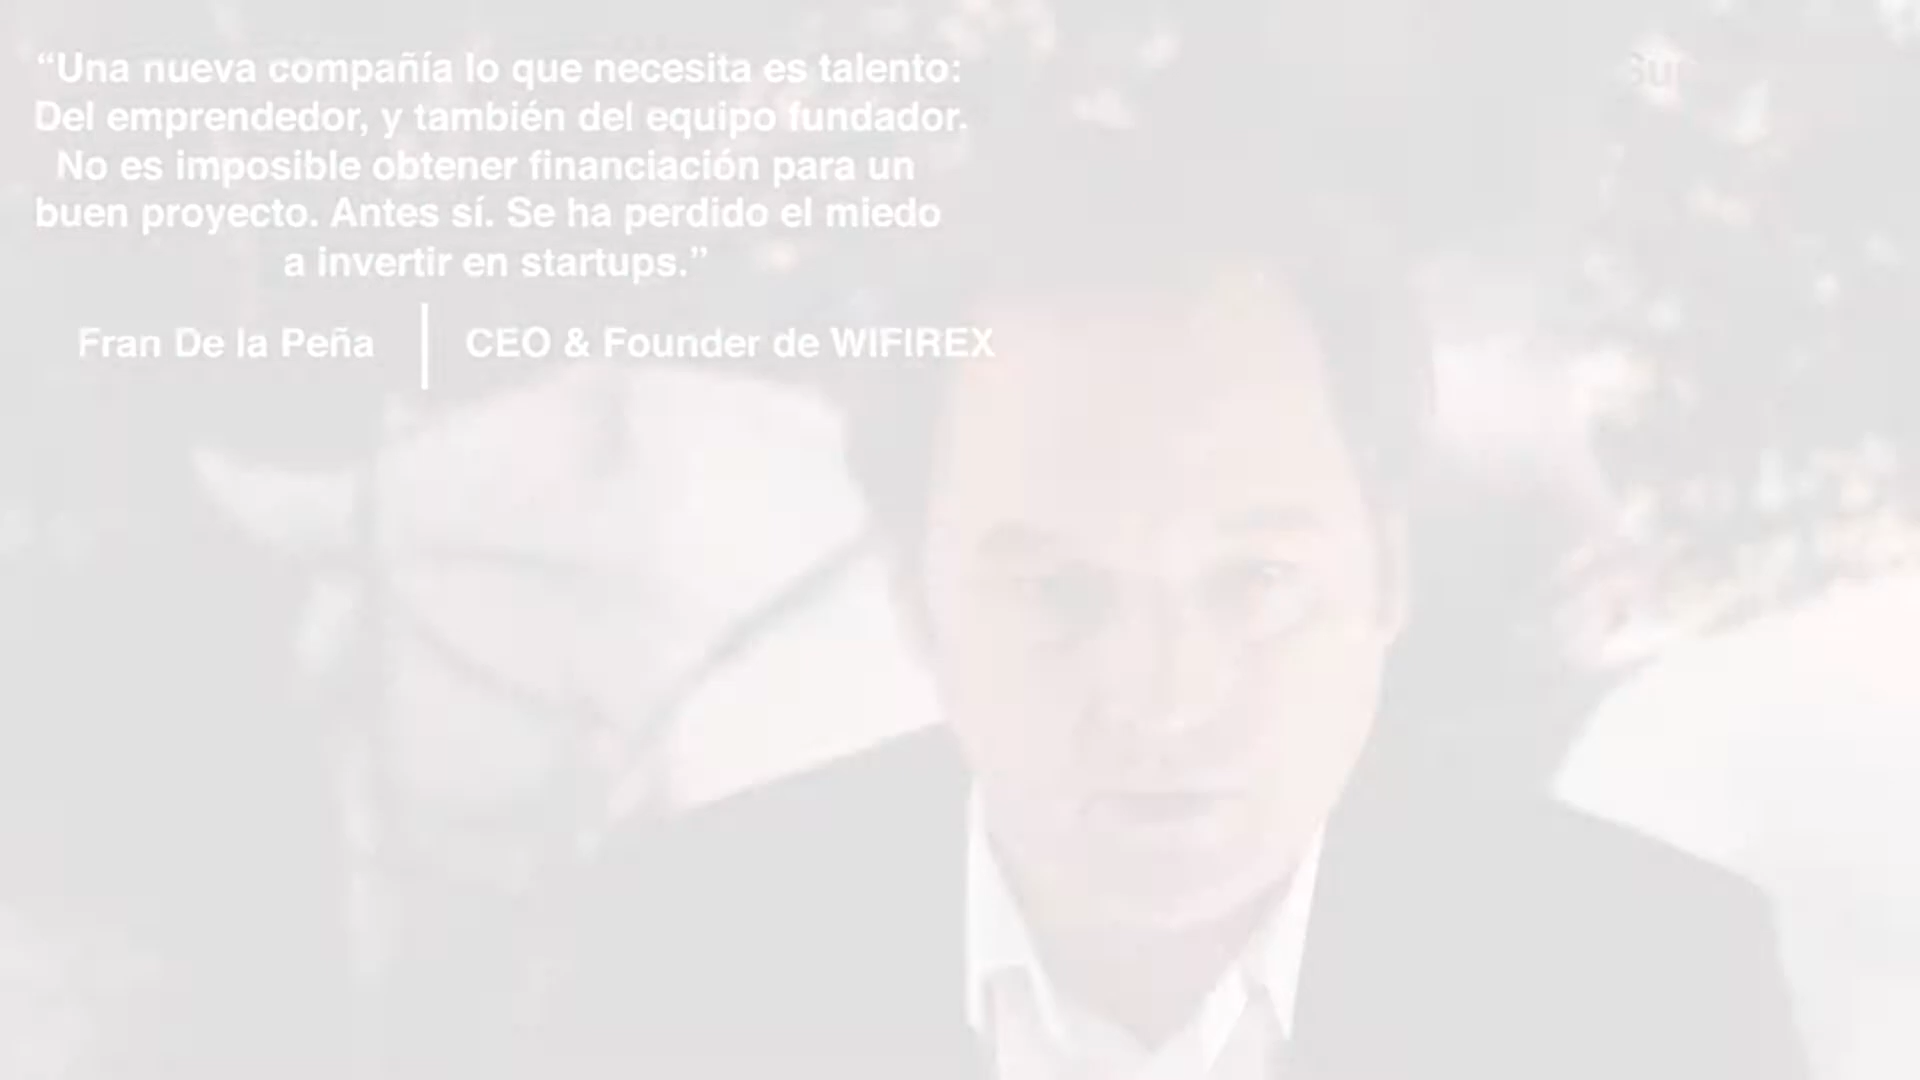 “Una nueva compañía lo que necesita es talento:
Del emprendedor, y también del equipo fundador.
No es imposible obtener financiación para un
buen proyecto. Antes sí. Se ha perdido el miedo
a invertir en startups.”
Fran De la Peña
CEO & Founder de WIFIREX